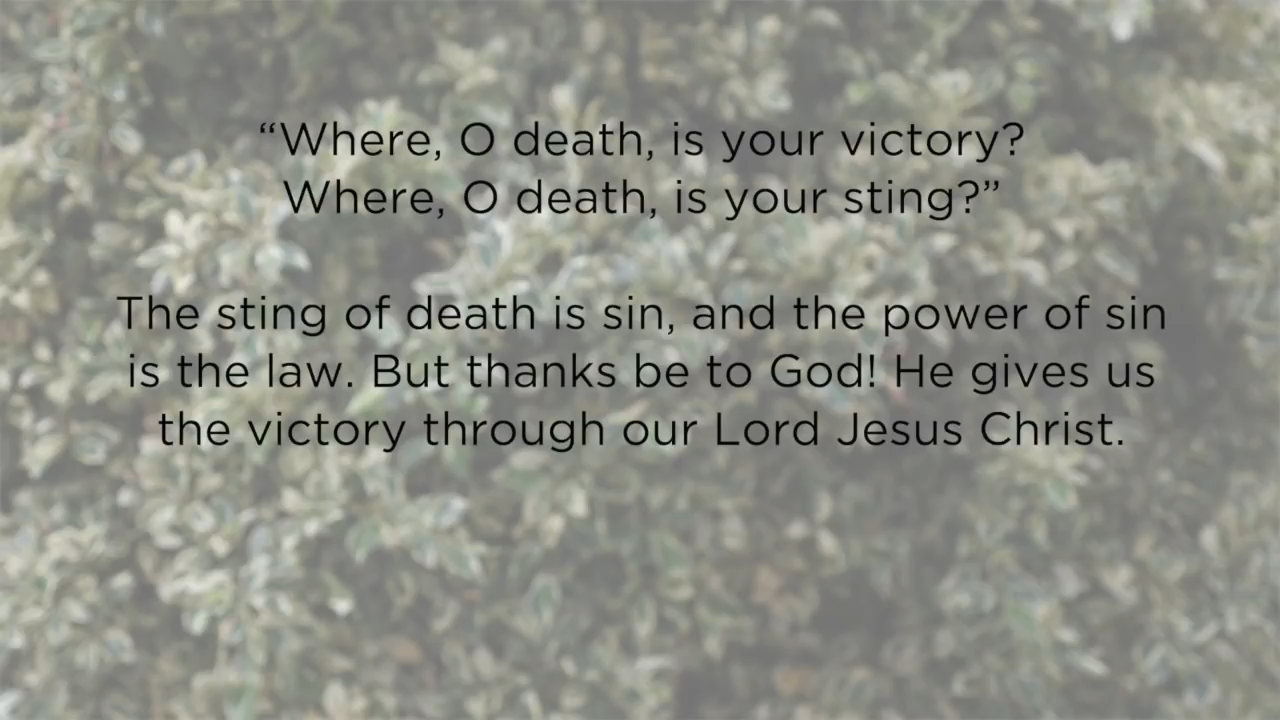 “Where, O death, is your victory?
Where, O death, is your sting?”
The sting of death is sin, and the power of sin
is the law. But thanks be to God! He gives us
the victory through our Lord Jesus Christ.